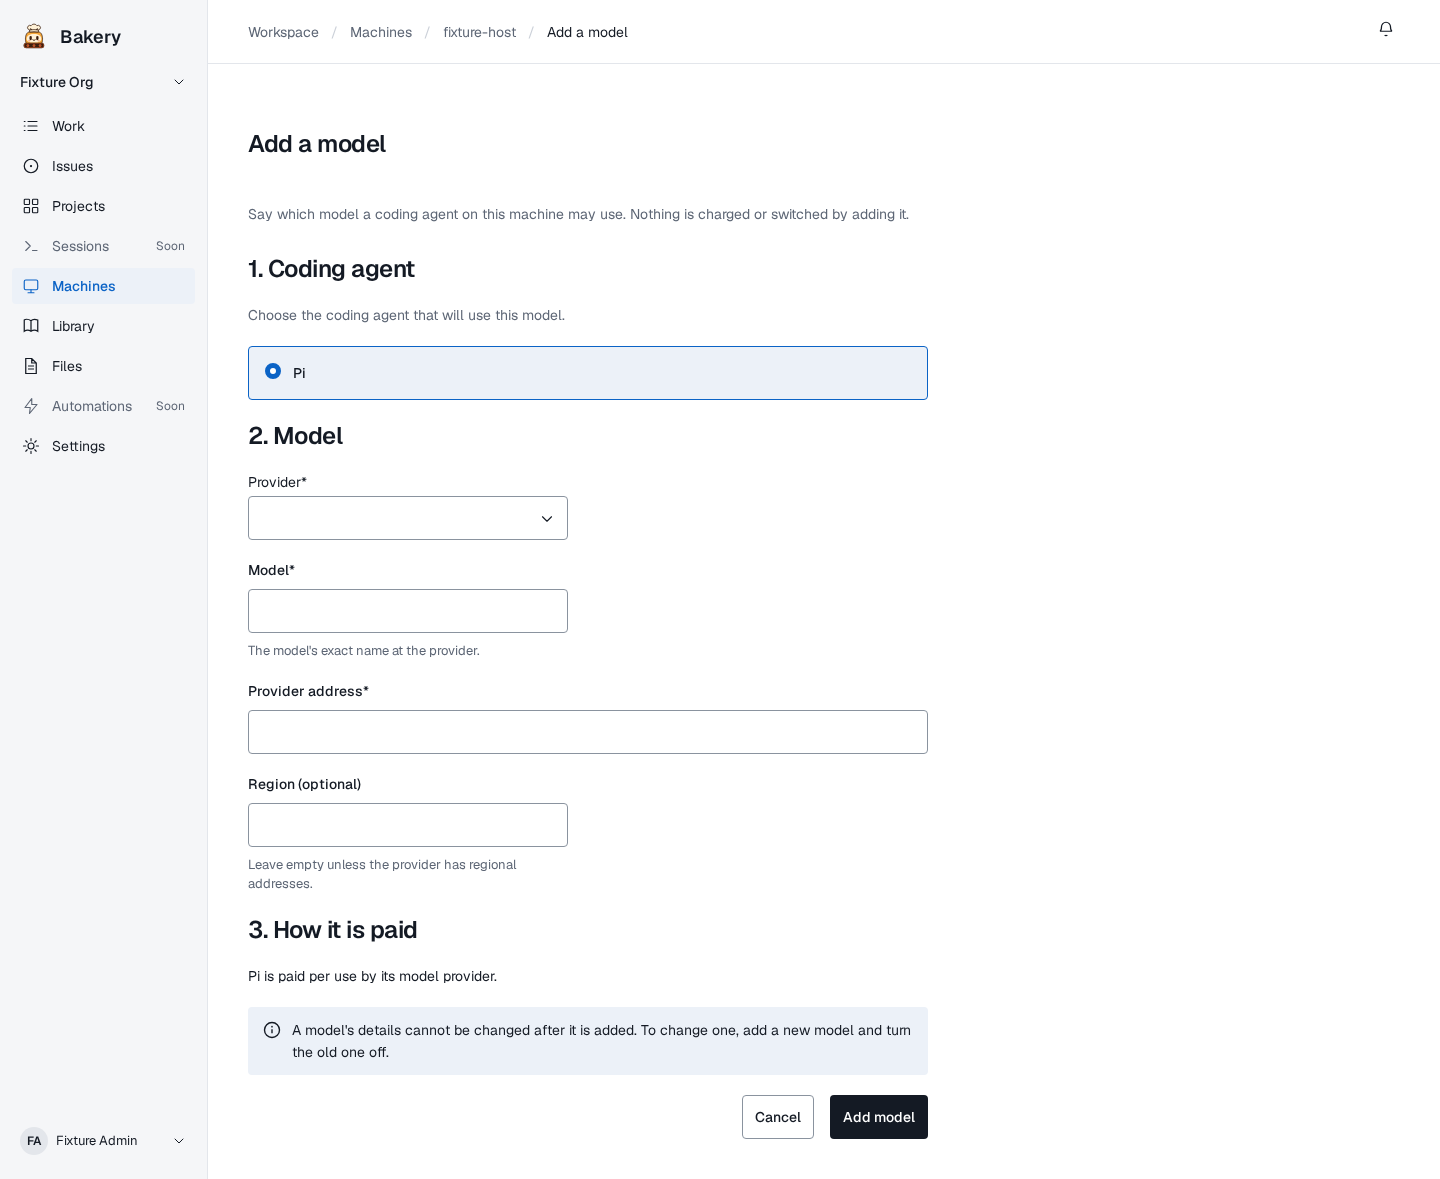 Bakery
Fixture Org
Work
Issues
Projects
Sessions Soon
Machines
Library
Files
Automations Soon
Settings
FA Fixture Admin
Workspace / Machines / fixture-host / Add a model
Add a model
Say which model a coding agent on this machine may use. Nothing is charged or switched by adding it.
1. Coding agent
Choose the coding agent that will use this model.
Pi
2. Model
Provider*
Model*
The model's exact name at the provider.
Provider address*
Region (optional)
Leave empty unless the provider has regional
addresses.
3. How it is paid
Pi is paid per use by its model provider.
A model's details cannot be changed after it is added. To change one, add a new model and turn
the old one off.
Cancel Add model